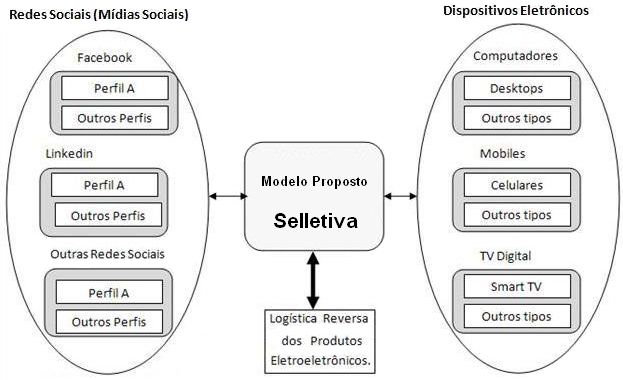 Redes Sociais (Mídias Sociais)
Facebook
Perfil A
Outros Perfis
Linkedin
Perfil A
Outros Perfis
Outras Redes Sociais
Perfil A
Outros Perfis
Modelo Proposto
Selletiva
Logística Reversa
dos Produtos
Eletroeletrônicos.
Dispositivos Eletrônicos
Computadores
Desktops
Outros tipos
Mobiles
Celulares
Outros tipos
TV Digital
Smart TV
Outros tipos